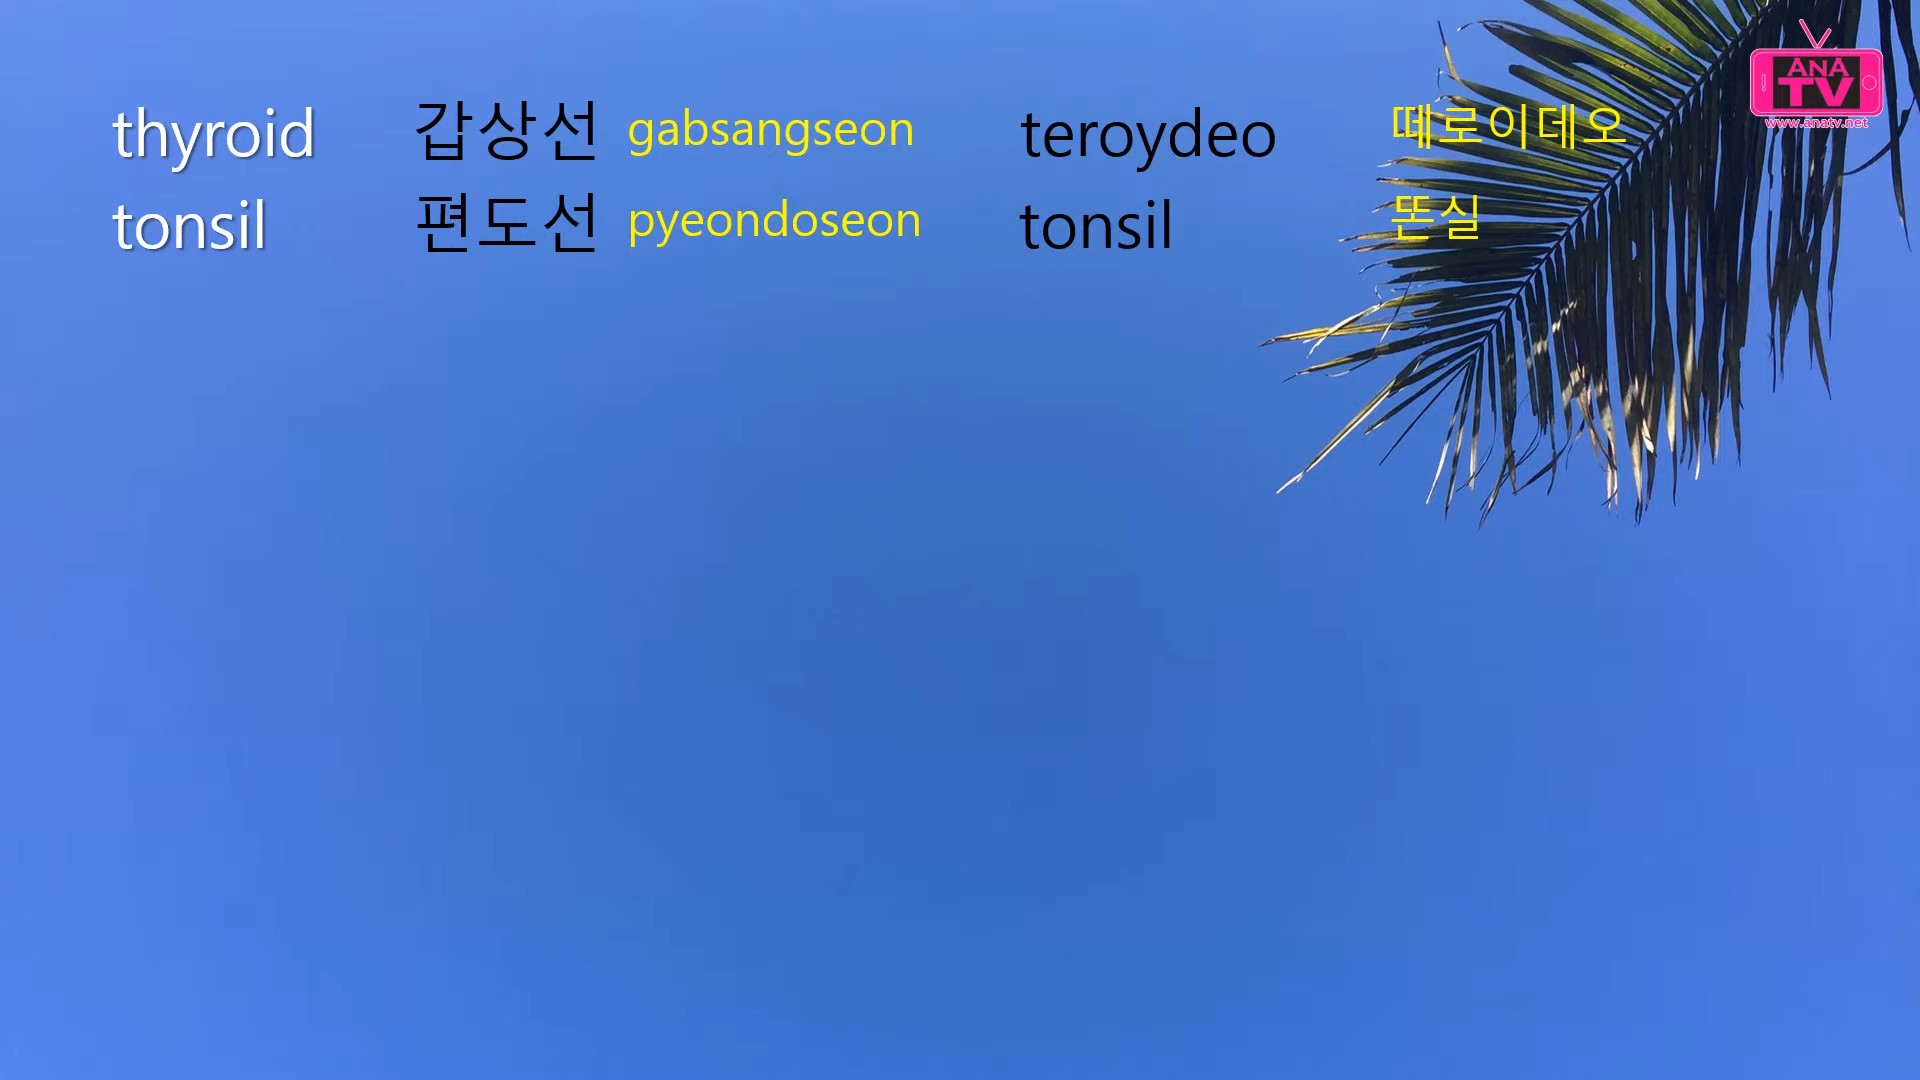 thyroid 갑상선 gabsangseon teroydeo 떼로이데오
tonsil 편도선 pyeondoseon tonsil 똔실
ANA
TV
www.anatv.net